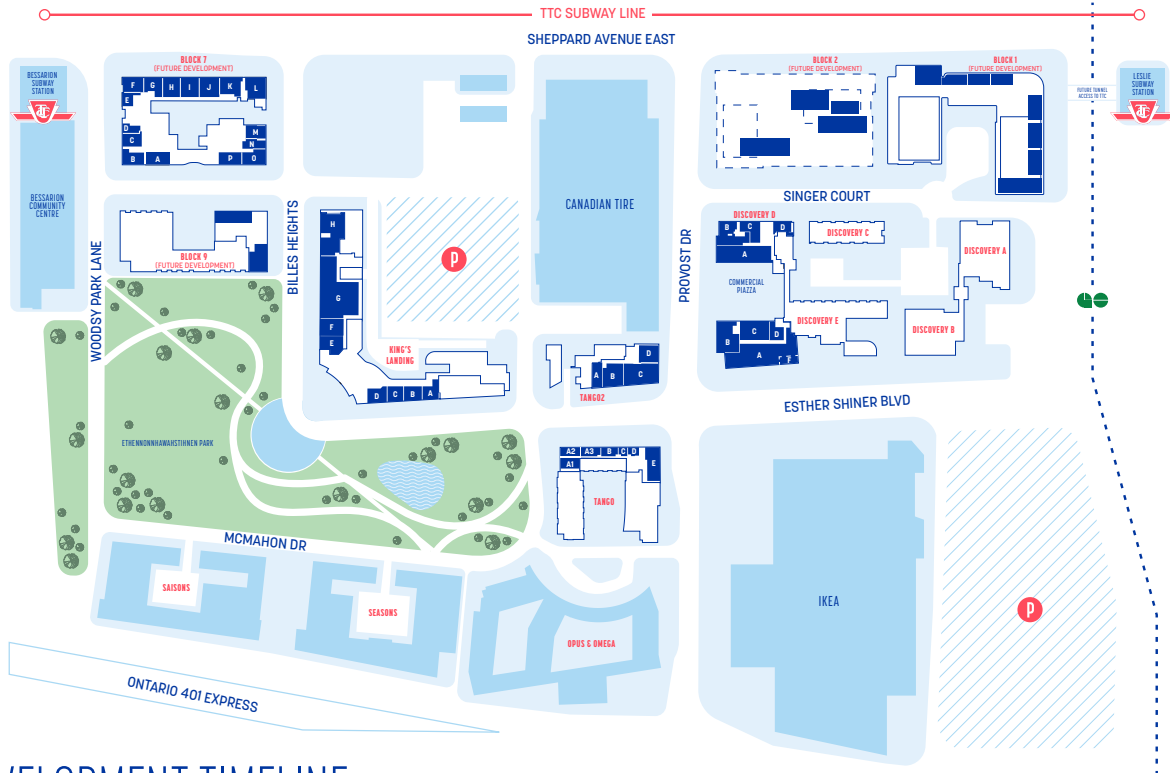 TTC SUBWAY LINE
SHEPPARD AVENUE EAST
BESSARION
SUBWAY
STATION
BESSARION
COMMUNITY
CENTRE
BLOCK 7
(FUTURE DEVELOPMENT)
F G H I J K L
E
D
C
B A
M
N
P O
BLOCK 9
(FUTURE DEVELOPMENT)
WOODSY PARK LANE
BILLES HEIGHTS
H
G
F
E
D C B A
KING'S
LANDING
P
CANADIAN TIRE
PROVOST DR
D
A B C
TANGO2
BLOCK 2
(FUTURE DEVELOPMENT)
BLOCK 1
(FUTURE DEVELOPMENT)
FUTURE TUNNEL
ACCESS TO TTC
LESLIE
SUBWAY
STATION
SINGER COURT
DISCOVERY D
B C D
A
COMMERCIAL
PIAZZA
DISCOVERY C
DISCOVERY A
DISCOVERY E
DISCOVERY B
B C D
A F
ESTHER SHINER BLVD
ETHENNONNHAWAHSTIHNEN PARK
A2 A3 B C D
A1
E
TANGO
MCMAHON DR
SAISONS
SEASONS
OPUS & OMEGA
IKEA
P
ONTARIO 401 EXPRESS